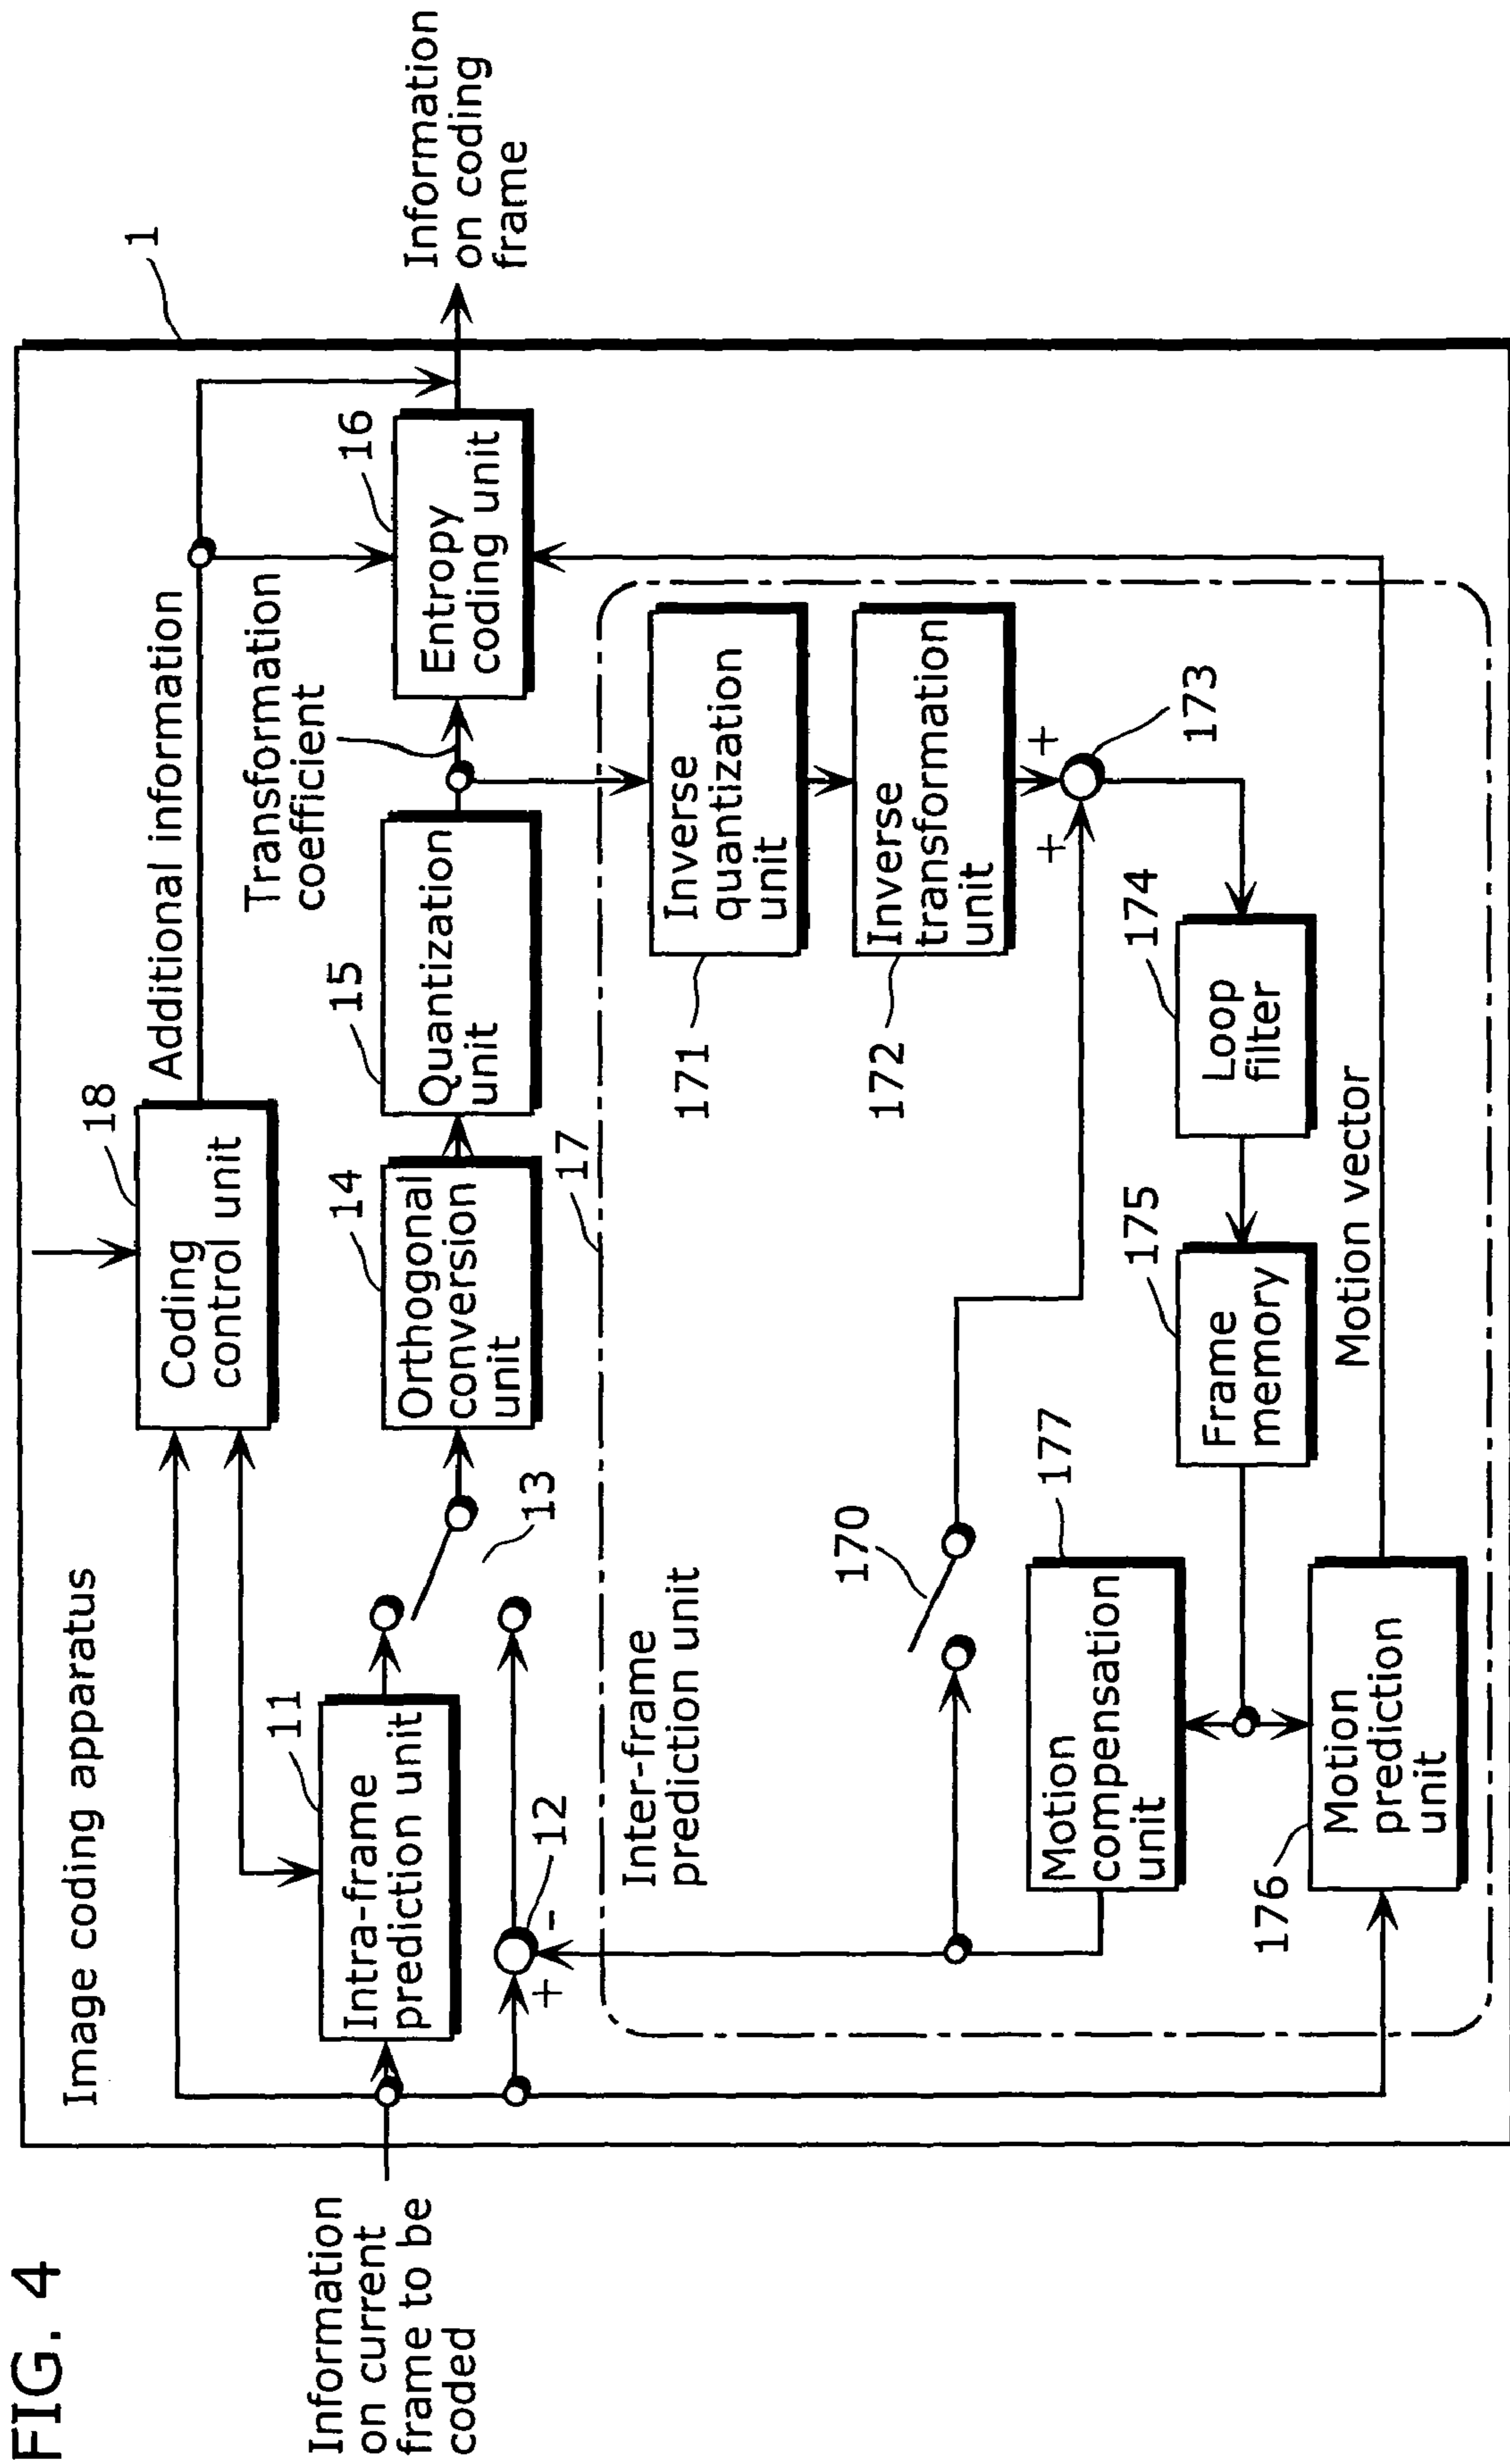 FIG. 4
Image coding apparatus
1
Information
on current
frame to be
coded
18
Coding
control unit
Additional information
11
Intra-frame
prediction unit
12
+
-
13
14
Orthogonal
conversion
unit
15
Quantization
unit
Transformation
coefficient
16
Entropy
coding unit
Information
on coding
frame
17
Inter-frame
prediction unit
171
Inverse
quantization
unit
172
Inverse
transformation
unit
170
+
+
173
177
Motion
compensation
unit
174
Loop
filter
175
Frame
memory
176
Motion
prediction
unit
Motion vector